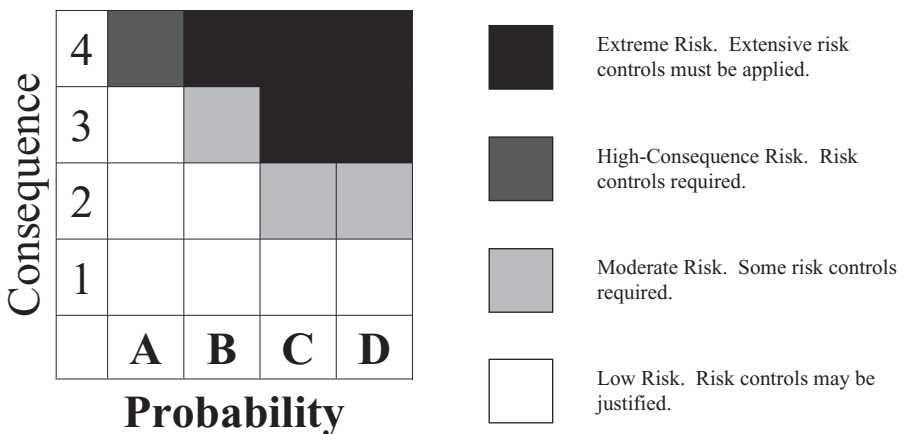 Consequence
4
3
2
1
A B C D
Probability
Extreme Risk. Extensive risk
controls must be applied.
High-Consequence Risk. Risk
controls required.
Moderate Risk. Some risk controls
required.
Low Risk. Risk controls may be
justified.